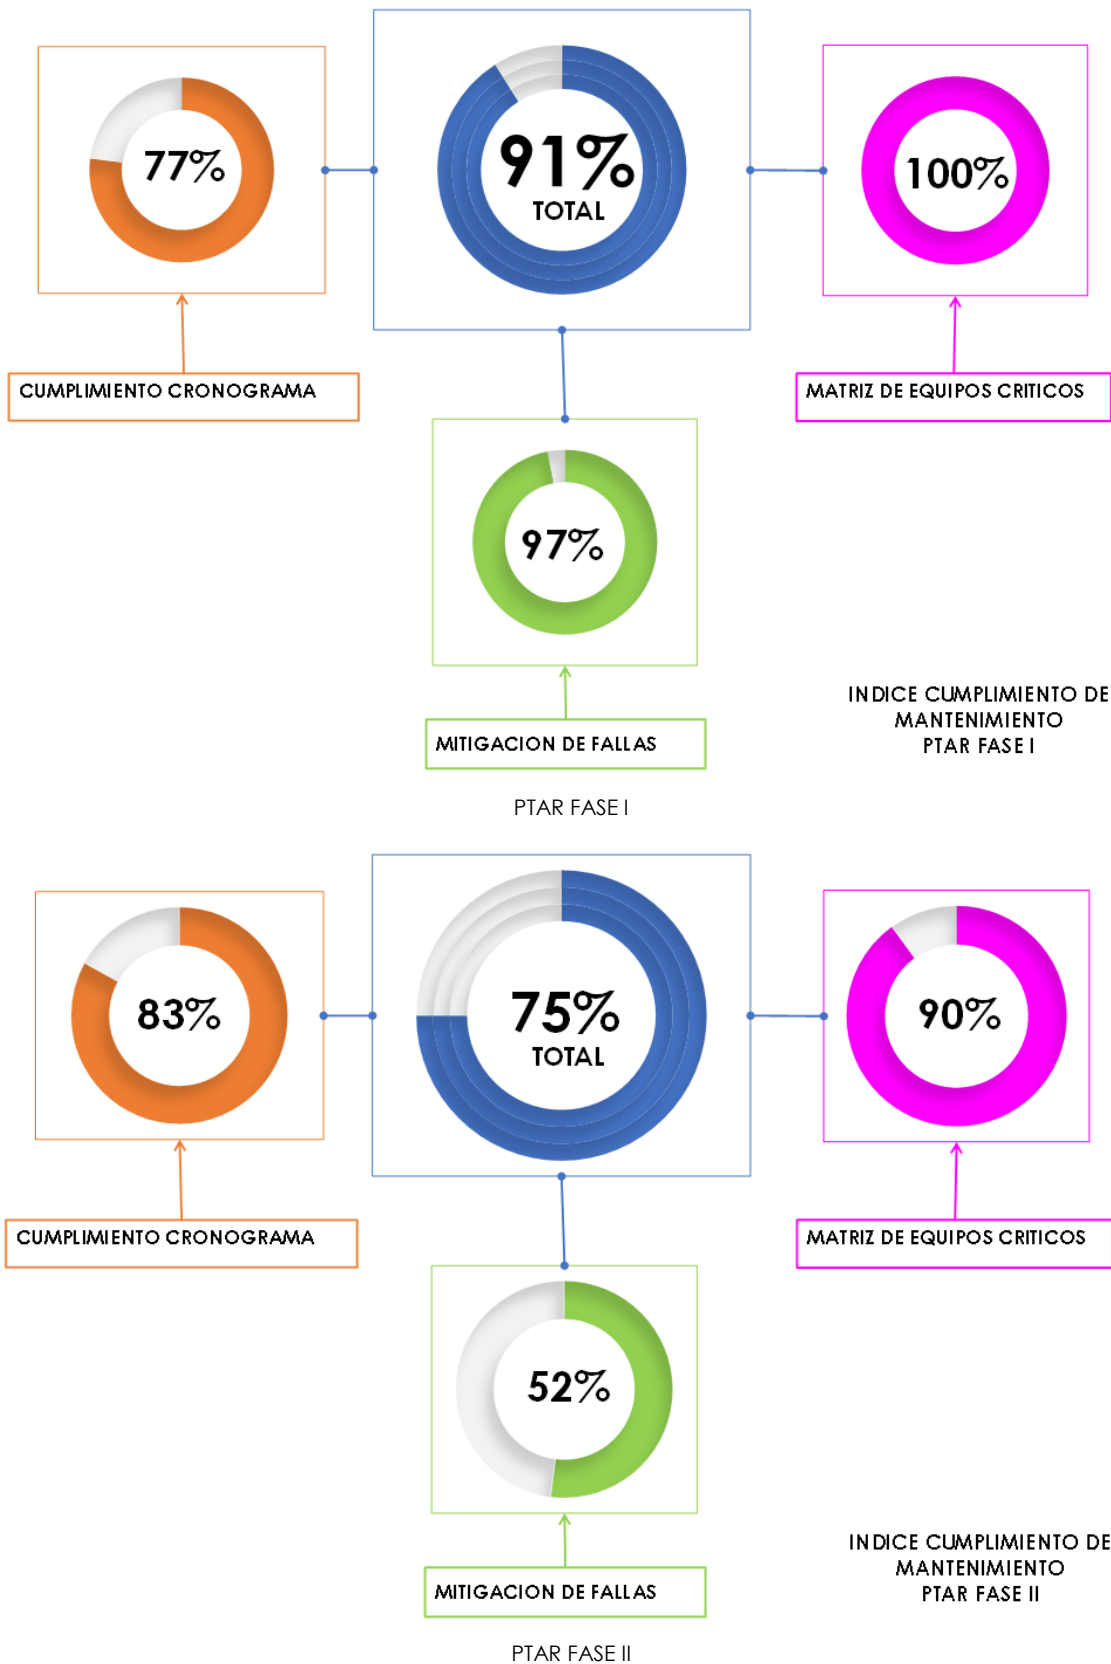 77%
91%
TOTAL
100%
CUMPLIMIENTO CRONOGRAMA
MATRIZ DE EQUIPOS CRITICOS
97%
MITIGACION DE FALLAS
INDICE CUMPLIMIENTO DE
MANTENIMIENTO
PTAR FASE I
PTAR FASE I
83%
75%
TOTAL
90%
CUMPLIMIENTO CRONOGRAMA
MATRIZ DE EQUIPOS CRITICOS
52%
MITIGACION DE FALLAS
INDICE CUMPLIMIENTO DE
MANTENIMIENTO
PTAR FASE II
PTAR FASE II